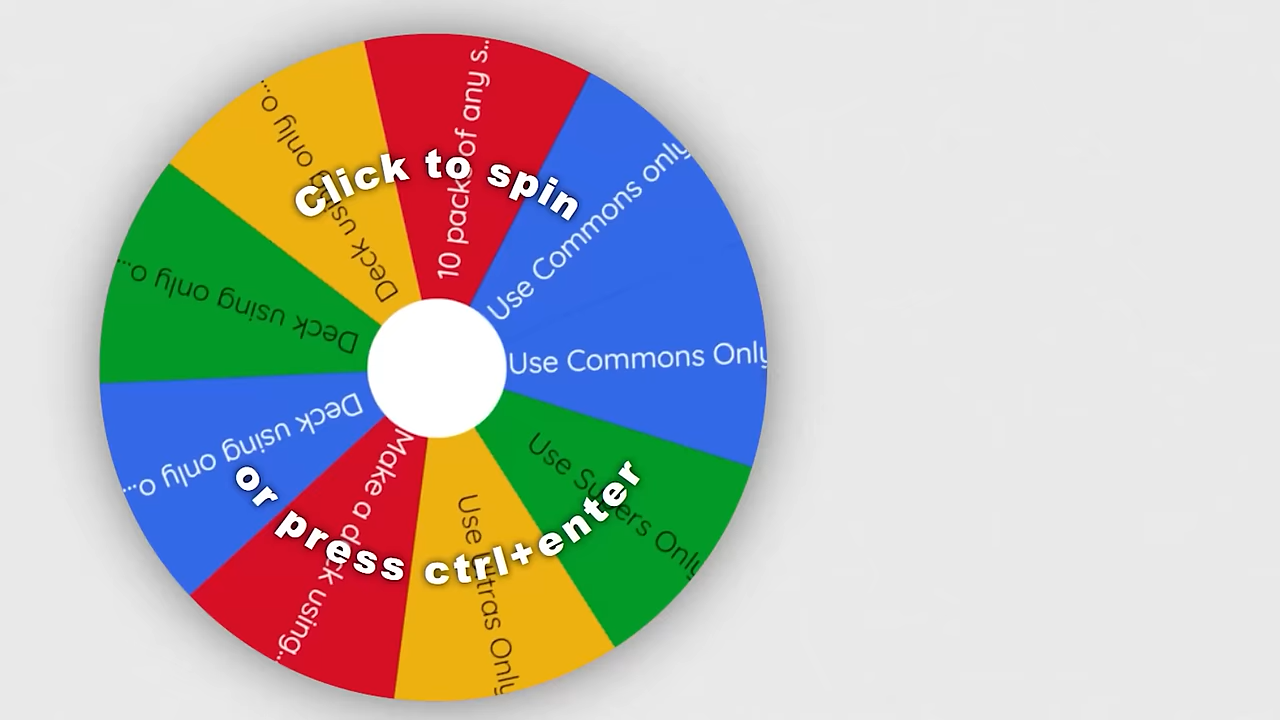 Click to spin
or press ctrl+enter
10 packs of any s...
Use Commons only
Use Commons Only
Use Supers Only
Use Ultras Only
Make a deck using...
Deck using only o...
Deck using only o...
Deck using only o...